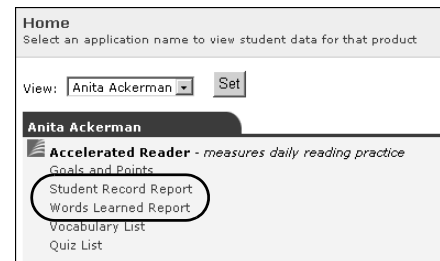 Home
Select an application name to view student data for that product
View: Anita Ackerman Set
Anita Ackerman
Accelerated Reader - measures daily reading practice
Goals and Points
Student Record Report
Words Learned Report
Vocabulary List
Quiz List